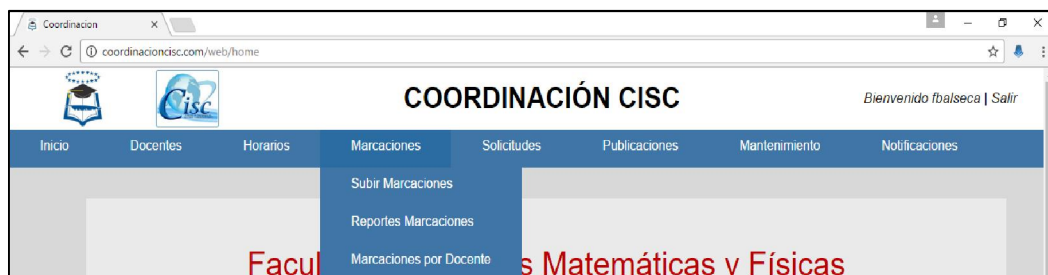 Coordinacion
coordinacioncisc.com/web/home
Cisc
COORDINACIÓN CISC
Bienvenido fbalseca | Salir
Inicio Docentes Horarios Marcaciones Solicitudes Publicaciones Mantenimiento Notificaciones
Subir Marcaciones
Reportes Marcaciones
Marcaciones por Docente
Facul s Matemáticas y Físicas